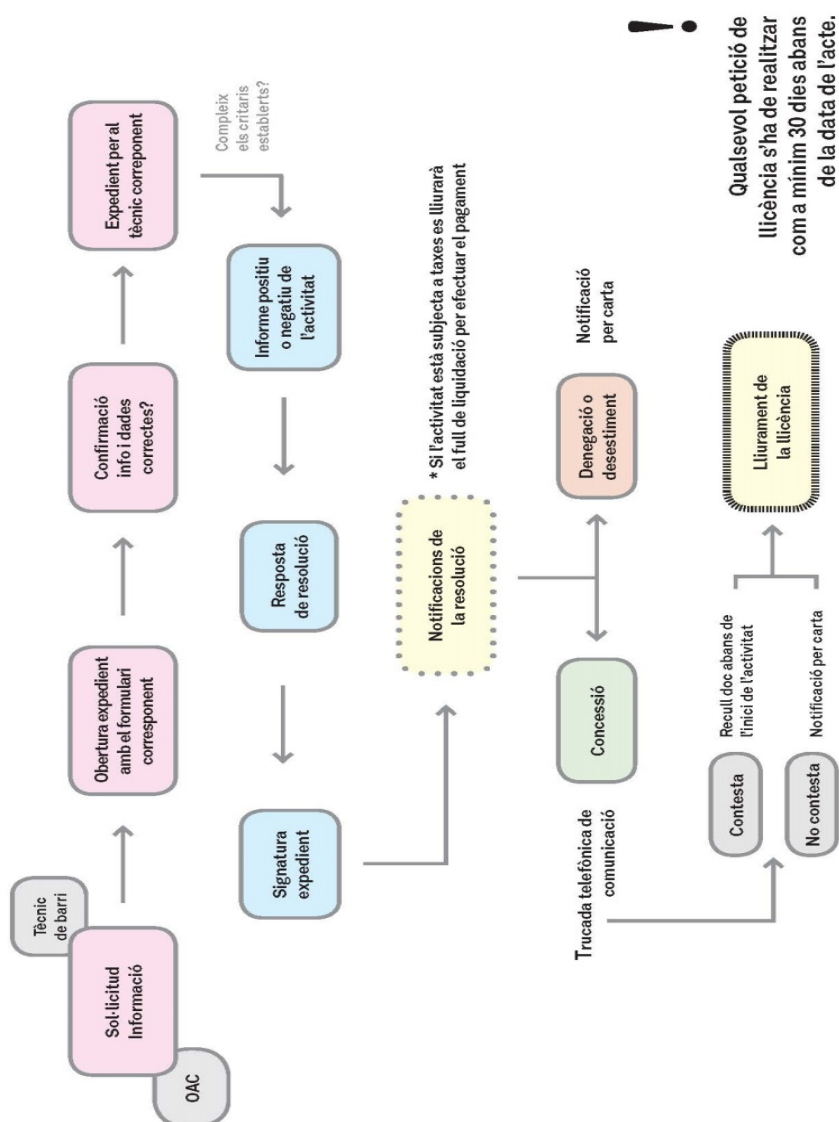 Tècnic
de barri
Sol·licitud
Informació
OAC
Obertura expedient
amb el formulari
corresponent
Confirmació
info i dades
correctes?
Expedient per al
tècnic correponent
Compleix
els critaris
establerts?
Informe positiu
o negatiu de
l'activitat
Resposta
de resolució
Signatura
expedient
Notificacions de
la resolució
* Si l'activitat està subjecta a taxes es lliurarà
el full de liquidació per efectuar el pagament
Concessió
Denegació o
desestiment
Notificació
per carta
Trucada telefònica de
comunicació
Contesta
Recull doc abans de
l'inici de l'activitat
No contesta
Notificació per carta
Lliurament de
la llicència
!
Qualsevol petició de
llicència s'ha de realitzar
com a mínim 30 dies abans
de la data de l'acte.